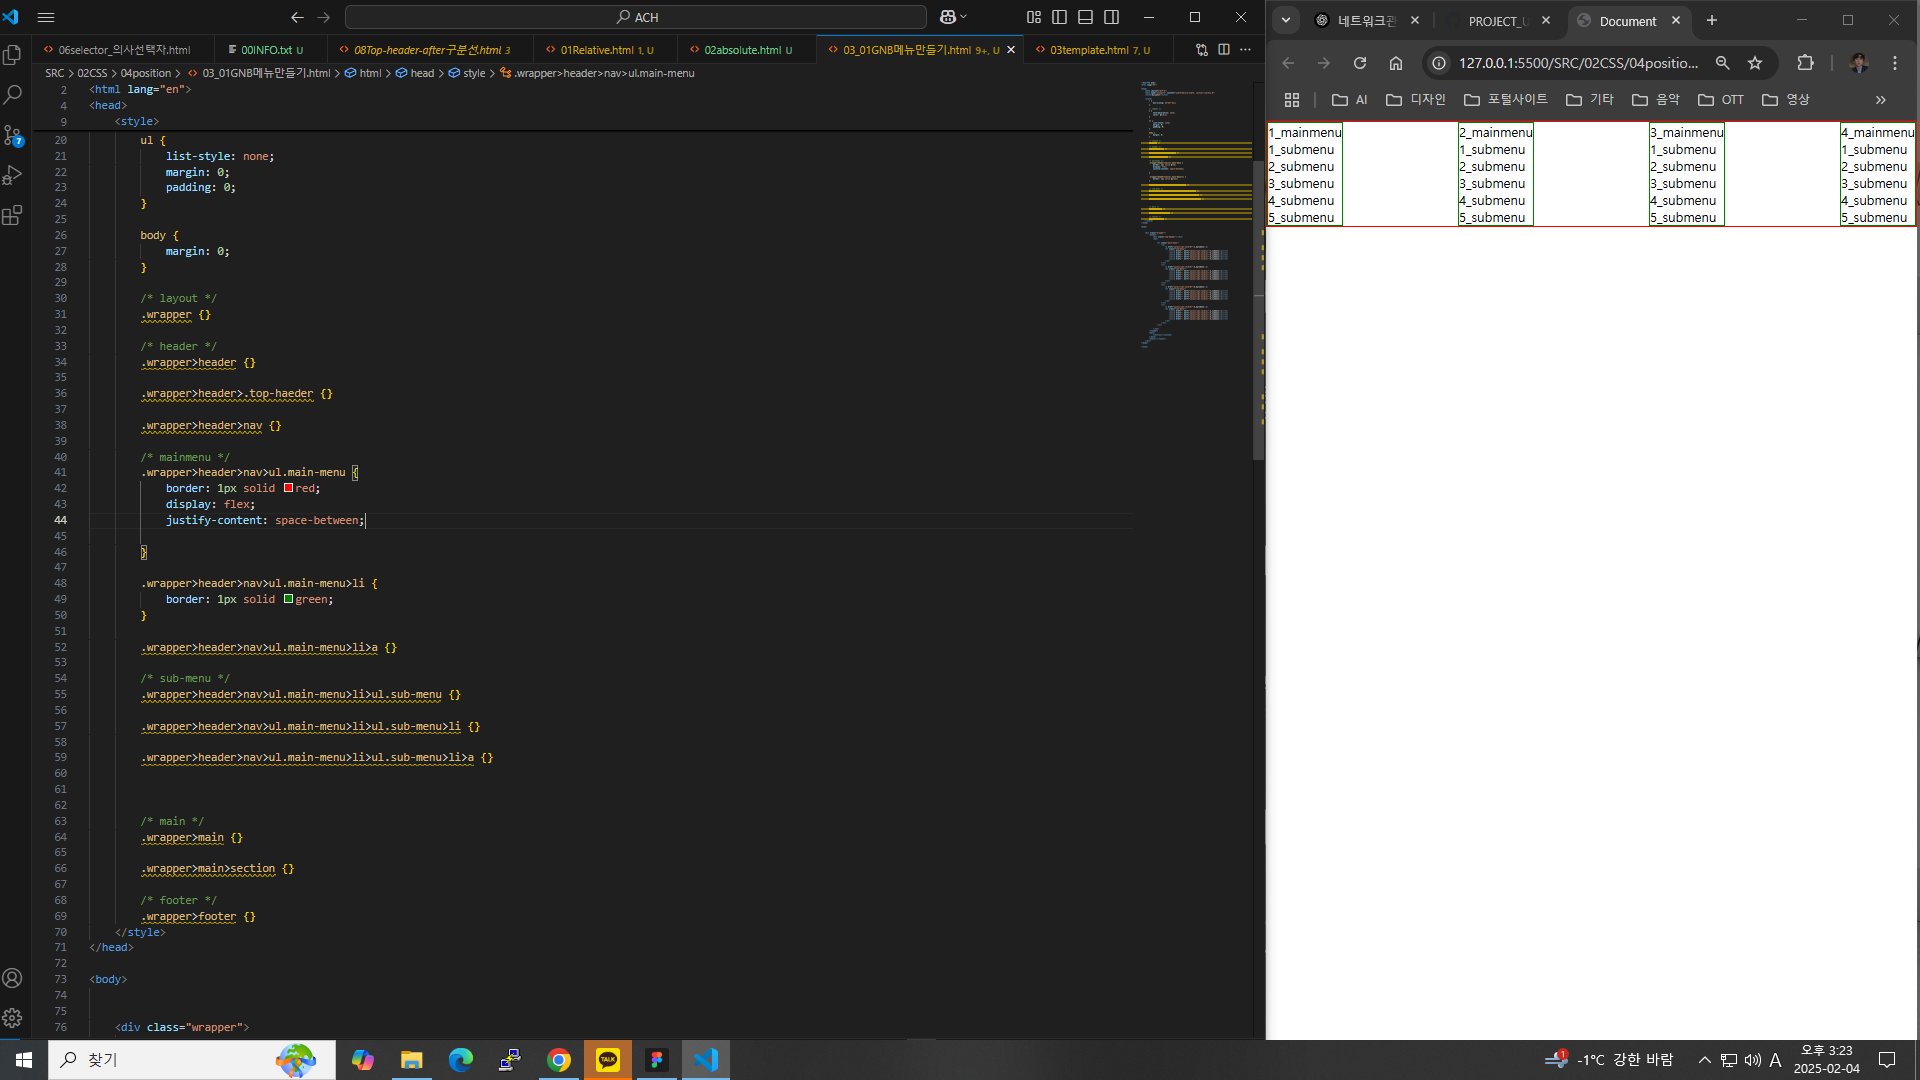 ACH
06selector_의사선택자.html
00INFO.txt U
08Top-header-after구분선.html 3
01Relative.html 1, U
02absolute.html U
03_01GNB메뉴만들기.html 9+, U
03template.html 7, U
SRC > 02CSS > 04position > 03_01GNB메뉴만들기.html > html > head > style > .wrapper>header>nav>ul.main-menu
2 <html lang="en">
4 <head>
9 <style>
20 ul {
21 list-style: none;
22 margin: 0;
23 padding: 0;
24 }
25
26 body {
27 margin: 0;
28 }
29
30 /* layout */
31 .wrapper {}
32
33 /* header */
34 .wrapper>header {}
35
36 .wrapper>header>.top-haeder {}
37
38 .wrapper>header>nav {}
39
40 /* mainmenu */
41 .wrapper>header>nav>ul.main-menu {
42 border: 1px solid red;
43 display: flex;
44 justify-content: space-between;
45
46 }
47
48 .wrapper>header>nav>ul.main-menu>li {
49 border: 1px solid green;
50 }
51
52 .wrapper>header>nav>ul.main-menu>li>a {}
53
54 /* sub-menu */
55 .wrapper>header>nav>ul.main-menu>li>ul.sub-menu {}
56
57 .wrapper>header>nav>ul.main-menu>li>ul.sub-menu>li {}
58
59 .wrapper>header>nav>ul.main-menu>li>ul.sub-menu>li>a {}
60
61
62
63 /* main */
64 .wrapper>main {}
65
66 .wrapper>main>section {}
67
68 /* footer */
69 .wrapper>footer {}
70 </style>
71 </head>
72
73 <body>
74
75
76 <div class="wrapper">
7
네트워크관
PROJECT_U
Document
127.0.0.1:5500/SRC/02CSS/04positio...
AI 디자인 포털사이트 기타 음악 OTT 영상
1_mainmenu 2_mainmenu 3_mainmenu 4_mainmenu
1_submenu 1_submenu 1_submenu 1_submenu
2_submenu 2_submenu 2_submenu 2_submenu
3_submenu 3_submenu 3_submenu 3_submenu
4_submenu 4_submenu 4_submenu 4_submenu
5_submenu 5_submenu 5_submenu 5_submenu
찾기
TALK
1
-1°C 강한 바람
A
오후 3:23
2025-02-04